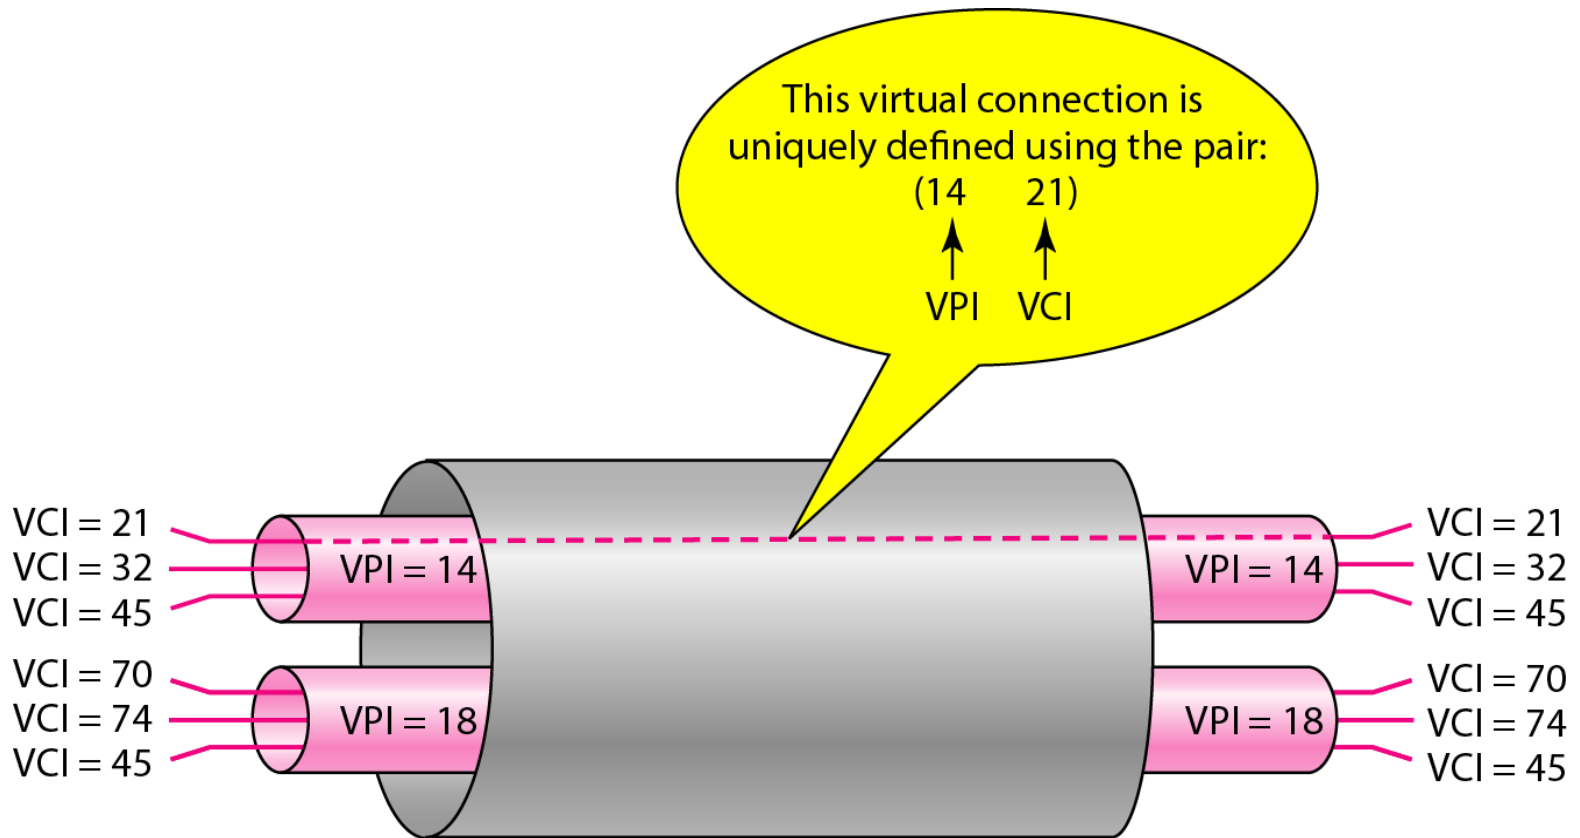 This virtual connection is
uniquely defined using the pair:
(14 21)
VPI VCI
VCI = 21
VCI = 32
VCI = 45
VPI = 14
VCI = 70
VCI = 74
VCI = 45
VPI = 18
VPI = 14
VCI = 21
VCI = 32
VCI = 45
VPI = 18
VCI = 70
VCI = 74
VCI = 45